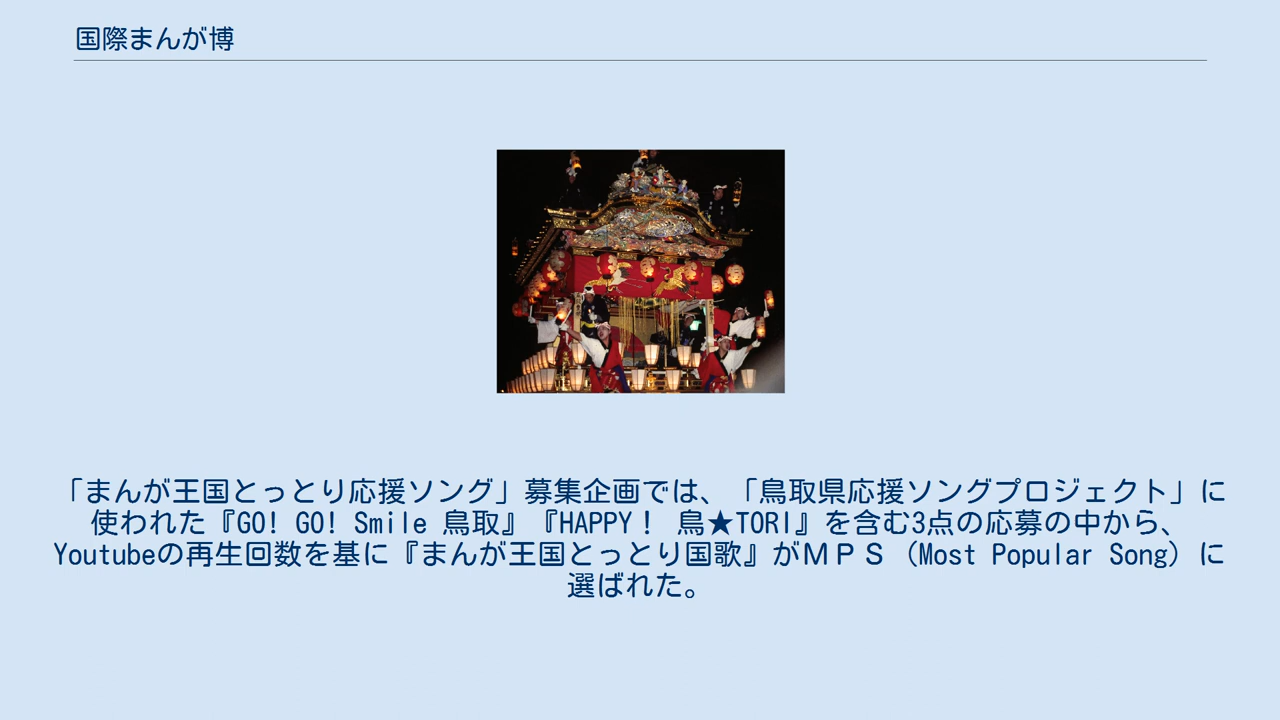 国際まんが博
「まんが王国とっとり応援ソング」募集企画では、「鳥取県応援ソングプロジェクト」に
使われた『GO! GO! Smile 鳥取』『HAPPY！ 鳥★TORI』を含む3点の応募の中から、
Youtubeの再生回数を基に『まんが王国とっとり国歌』がＭＰＳ（Most Popular Song）に
選ばれた。